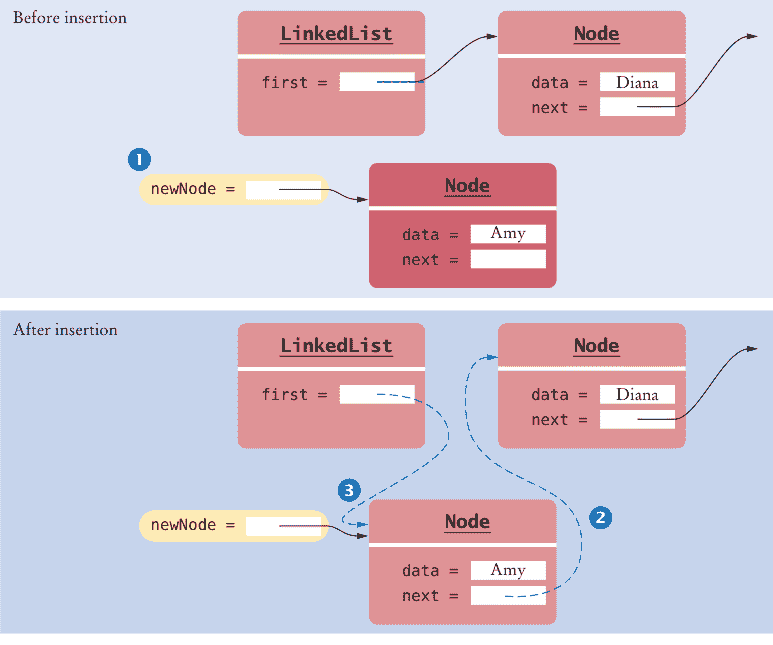 Before insertion
LinkedList
Node
first =
data = Diana
next =
1
newNode =
Node
data = Amy
next =
After insertion
LinkedList
Node
first =
data = Diana
next =
3
2
newNode =
Node
data = Amy
next =